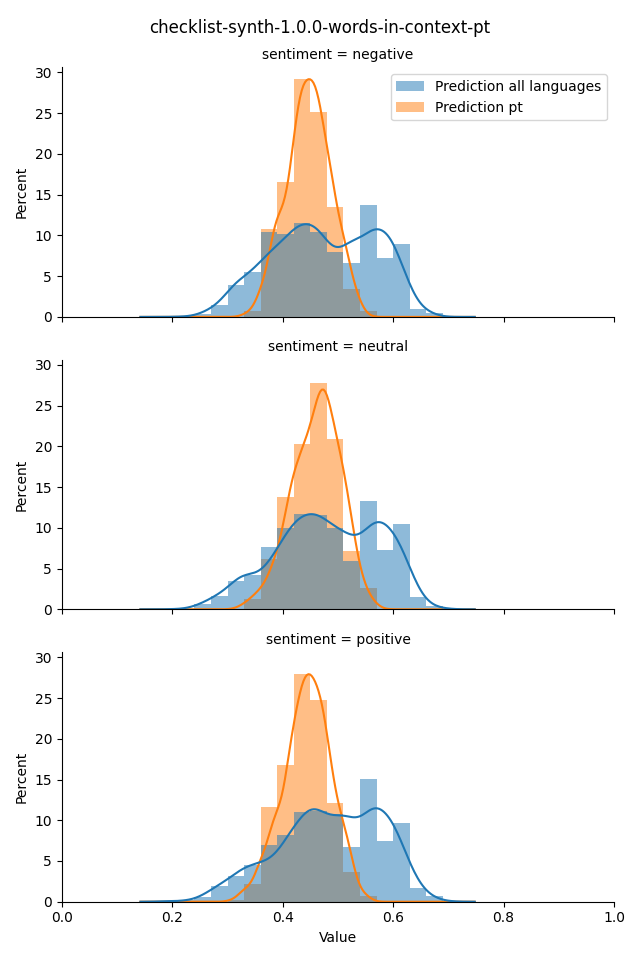 checklist-synth-1.0.0-words-in-context-pt
sentiment = negative
Prediction all languages
Prediction pt
Percent
30
25
20
15
10
5
0
sentiment = neutral
Percent
30
25
20
15
10
5
0
sentiment = positive
Percent
30
25
20
15
10
5
0
0.0 0.2 0.4 0.6 0.8 1.0
Value